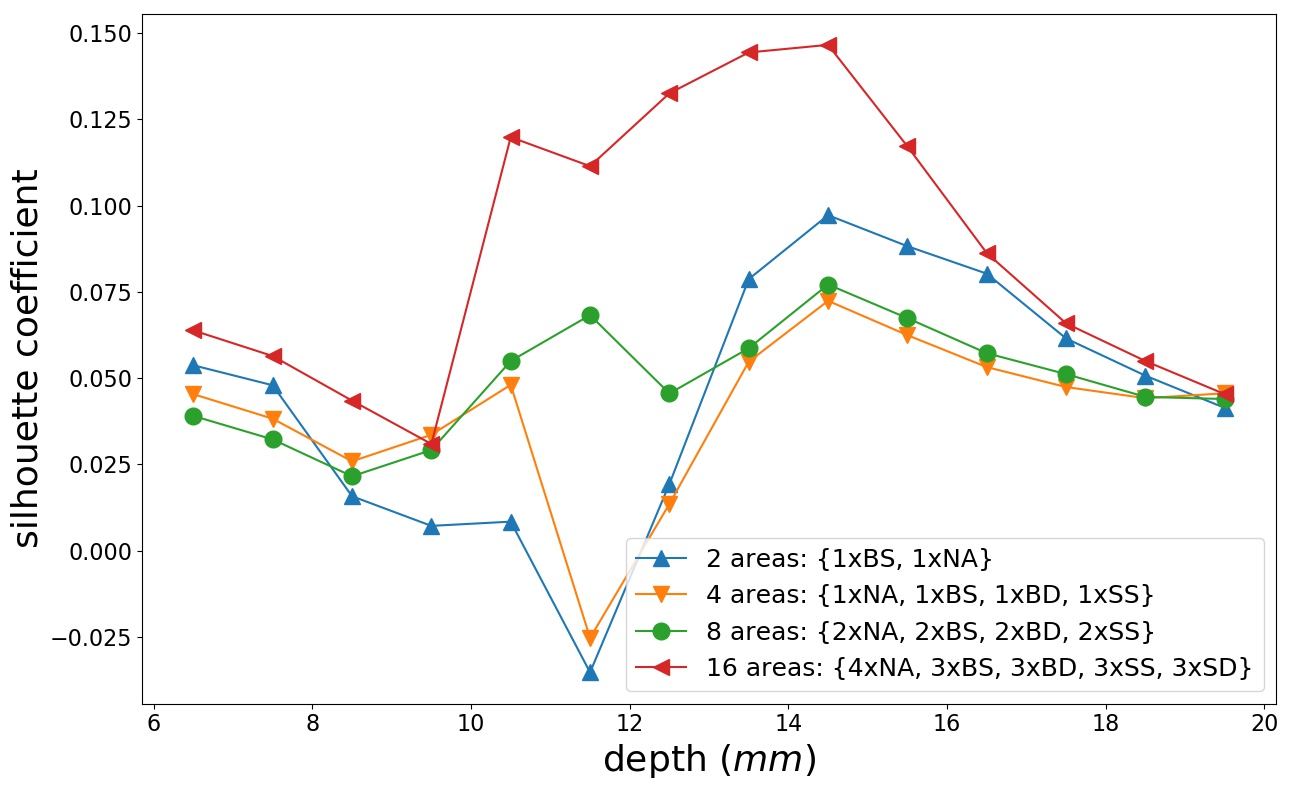 0.150
0.125
0.100
0.075
0.050
0.025
0.000
−0.025
silhouette coefficient
6 8 10 12 14 16 18 20
depth (mm)
2 areas: {1xBS, 1xNA}
4 areas: {1xNA, 1xBS, 1xBD, 1xSS}
8 areas: {2xNA, 2xBS, 2xBD, 2xSS}
16 areas: {4xNA, 3xBS, 3xBD, 3xSS, 3xSD}